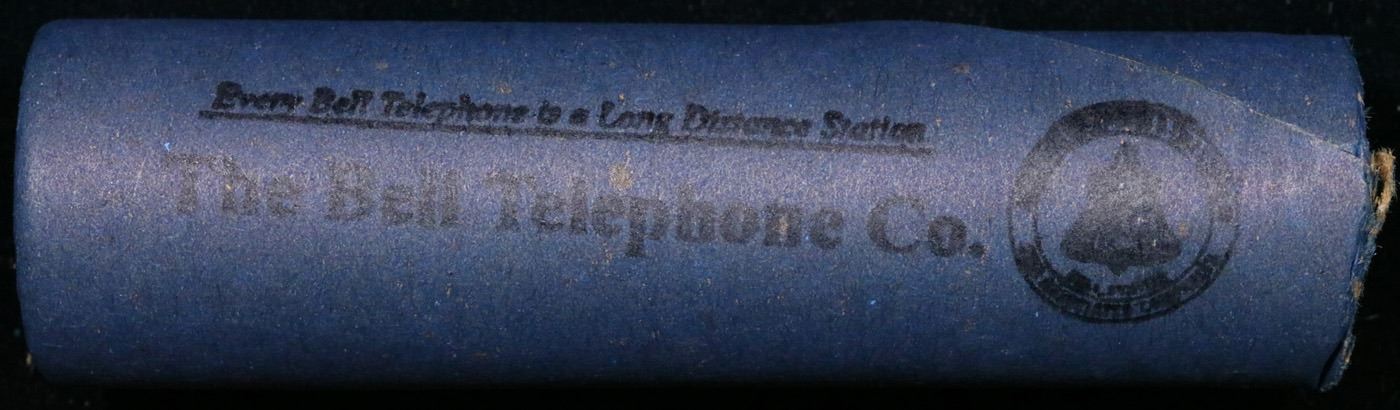 Every Bell Telephone is a Long Distance Station
The Bell Telephone Co.